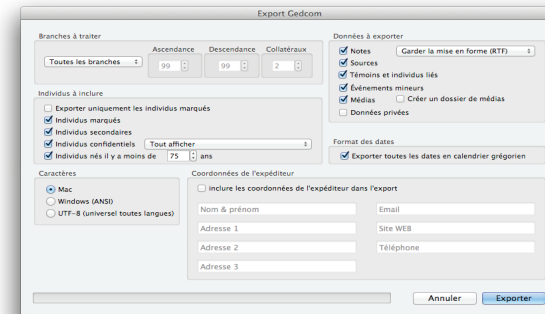 Export Gedcom
Branches à traiter
Ascendance Descendance Collatéraux
Toutes les branches 99 99 2
Individus à inclure
Exporter uniquement les individus marqués
Individus marqués
Individus secondaires
Individus confidentiels Tout afficher
Individus nés il y a moins de 75 ans
Données à exporter
Notes Garder la mise en forme (RTF)
Sources
Témoins et individus liés
Événements mineurs
Médias Créer un dossier de médias
Données privées
Format des dates
Exporter toutes les dates en calendrier grégorien
Caractères
Mac
Windows (ANSI)
UTF-8 (universel toutes langues)
Coordonnées de l'expéditeur
Inclure les coordonnées de l'expéditeur dans l'export
Nom & prénom Email
Adresse 1 Site WEB
Adresse 2 Téléphone
Adresse 3
Annuler Exporter